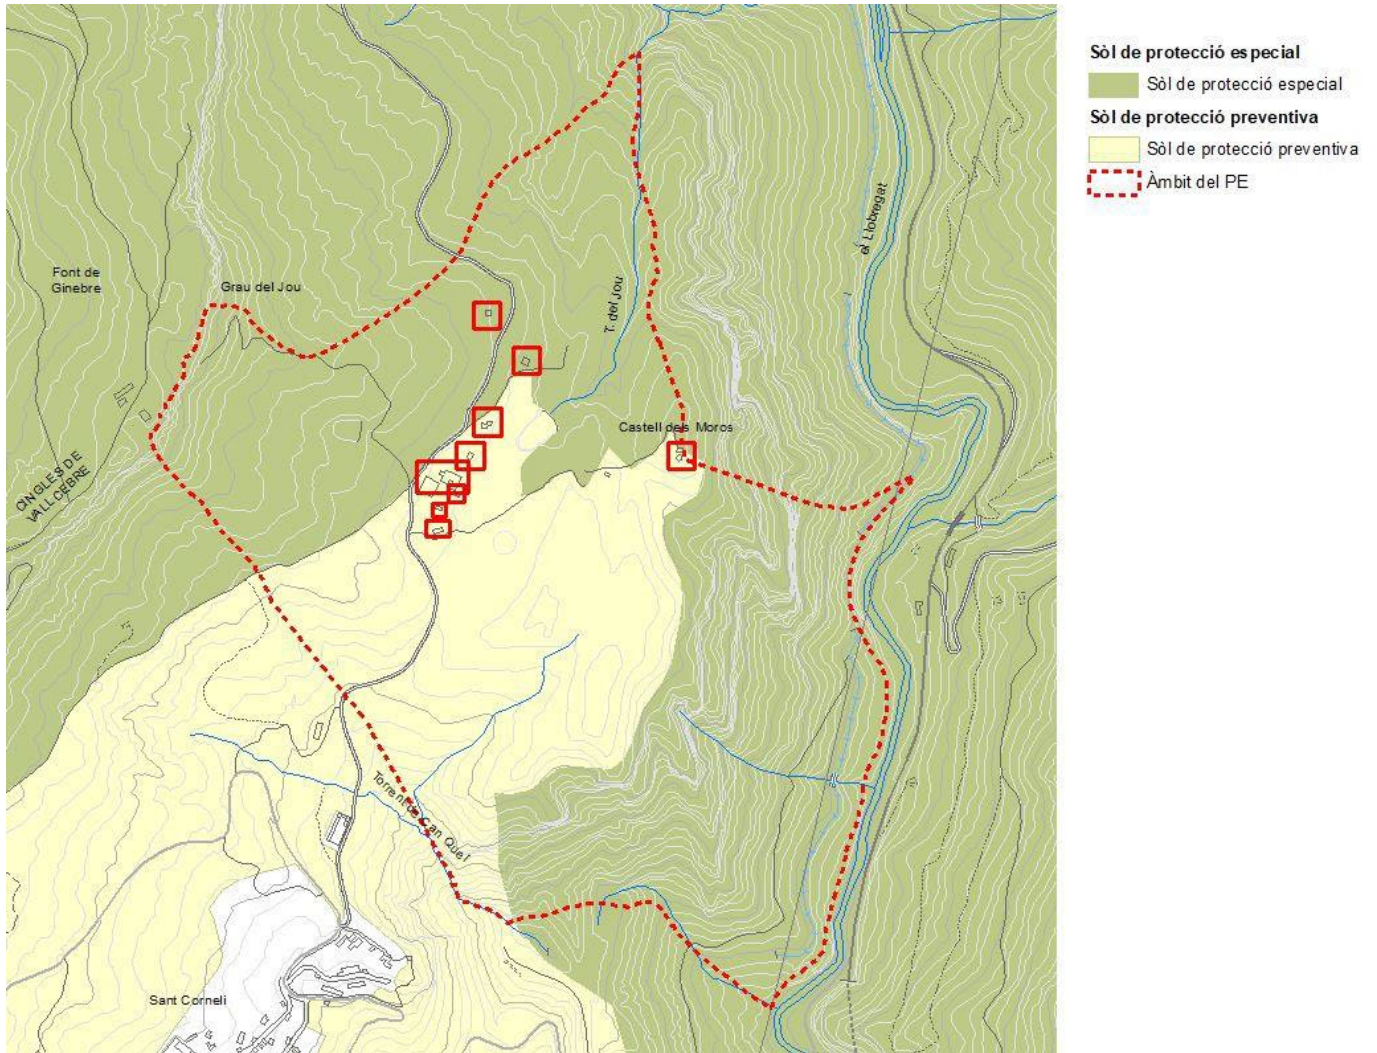 Sòl de protecció especial
Sòl de protecció especial
Sòl de protecció preventiva
Sòl de protecció preventiva
Àmbit del PE
el Llobregat
Font de
Ginebre
Grau del Jou
T. del Jou
Castell dels Moros
CINGLES DE
VALLCEBRE
Torrent de Can Quel
Sant Corneli